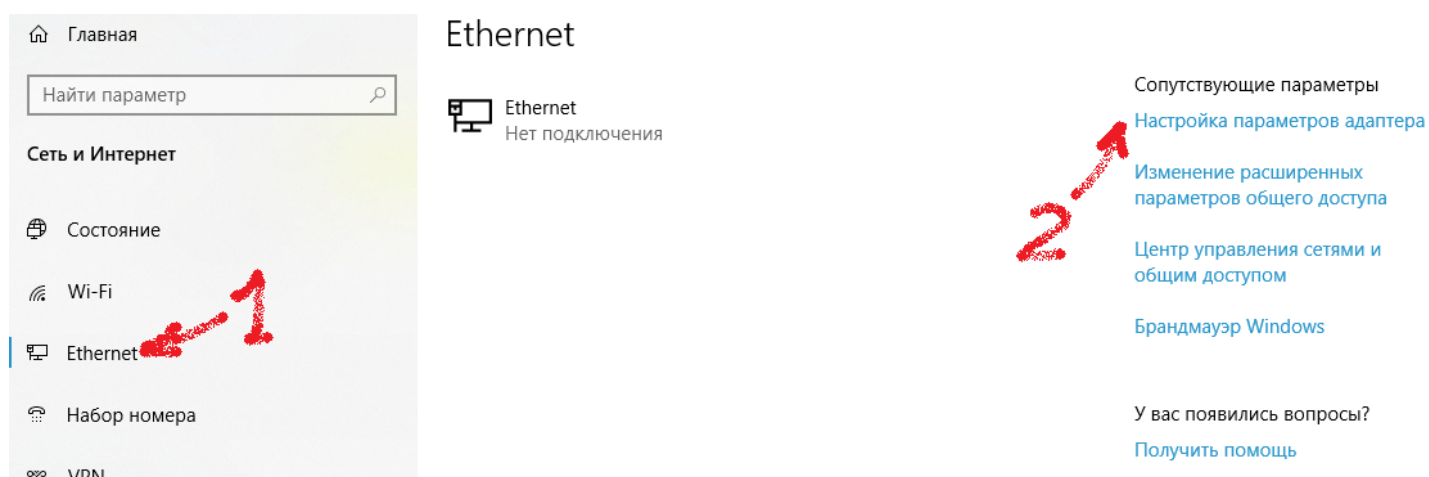 Главная
Найти параметр
Сеть и Интернет
Состояние
Wi-Fi
Ethernet
Набор номера
VPN
Ethernet
Ethernet
Нет подключения
Сопутствующие параметры
Настройка параметров адаптера
Изменение расширенных
параметров общего доступа
Центр управления сетями и
общим доступом
Брандмауэр Windows
У вас появились вопросы?
Получить помощь
1
2